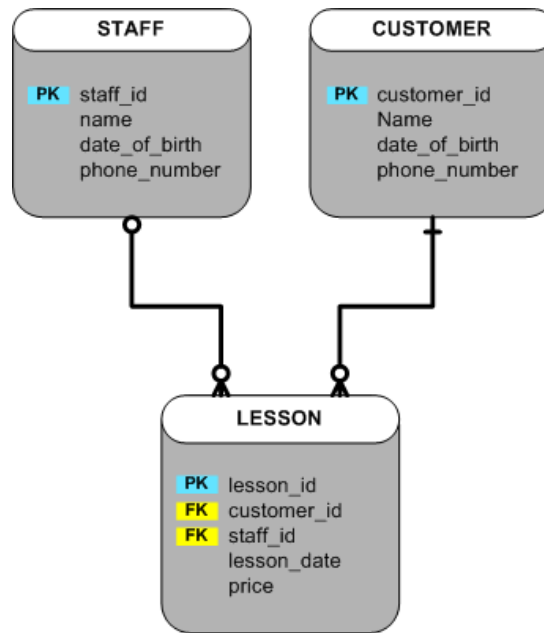 STAFF
PK staff_id
name
date_of_birth
phone_number
CUSTOMER
PK customer_id
Name
date_of_birth
phone_number
LESSON
PK lesson_id
FK customer_id
FK staff_id
lesson_date
price